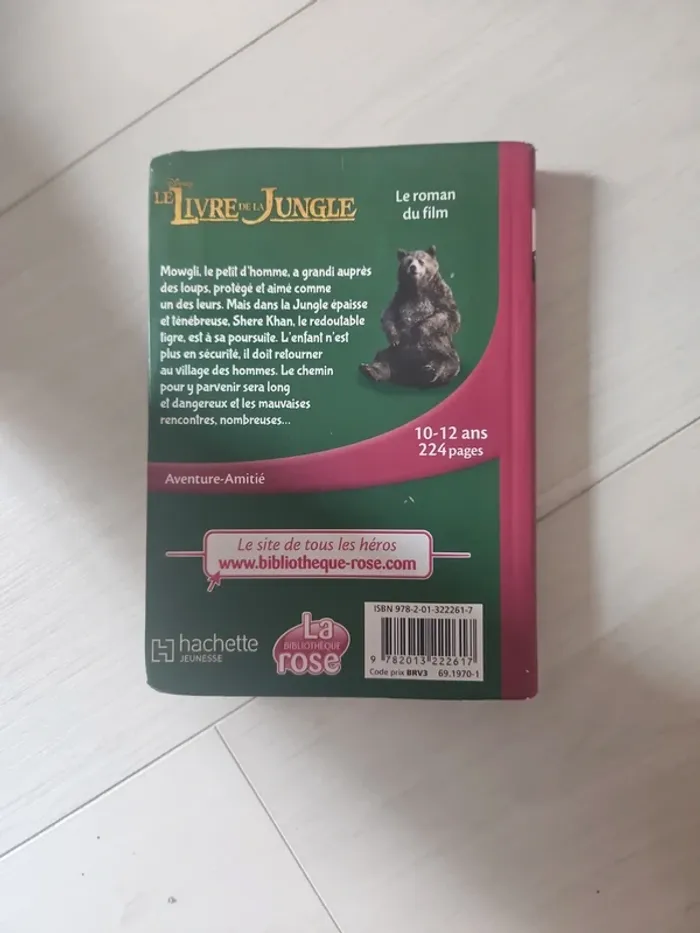 Disney
LE LIVRE DE LA JUNGLE
Le roman
du film
Mowgli, le petit d'homme, a grandi auprès
des loups, protégé et aimé comme
un des leurs. Mais dans la Jungle épaisse
et ténébreuse, Shere Khan, le redoutable
tigre, est à sa poursuite. L'enfant n'est
plus en sécurité, il doit retourner
au village des hommes. Le chemin
pour y parvenir sera long
et dangereux et les mauvaises
rencontres, nombreuses...
10-12 ans
224 pages
Aventure-Amitié
Le site de tous les héros
www.bibliotheque-rose.com
hachette
JEUNESSE
La
BIBLIOTHÈQUE
rose
ISBN 978-2-01-322261-7
9 782013 222617
Code prix BRV3 69.1970-1